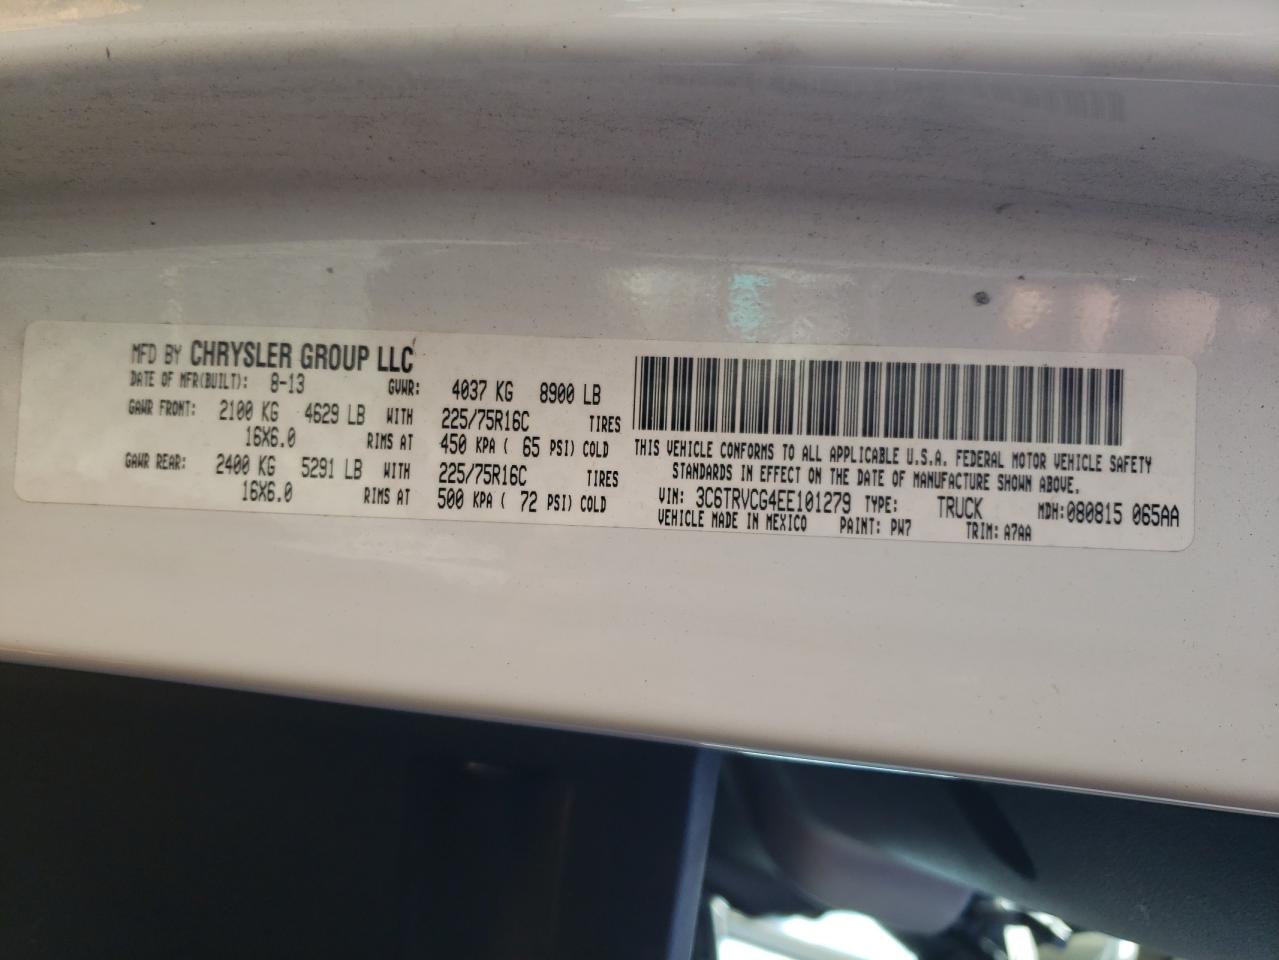 MFD BY CHRYSLER GROUP LLC
DATE OF MFR(BUILT): 8-13 GVWR: 4037 KG 8900 LB
GAWR FRONT: 2100 KG 4629 LB WITH 225/75R16C TIRES
16X6.0 RIMS AT 450 KPA ( 65 PSI) COLD
GAWR REAR: 2400 KG 5291 LB WITH 225/75R16C TIRES
16X6.0 RIMS AT 500 KPA ( 72 PSI) COLD
THIS VEHICLE CONFORMS TO ALL APPLICABLE U.S.A. FEDERAL MOTOR VEHICLE SAFETY
STANDARDS IN EFFECT ON THE DATE OF MANUFACTURE SHOWN ABOVE.
VIN: 3C6TRVCG4EE101279 TYPE: TRUCK MDH:080815 065AA
VEHICLE MADE IN MEXICO PAINT: PW7 TRIM: A7AA